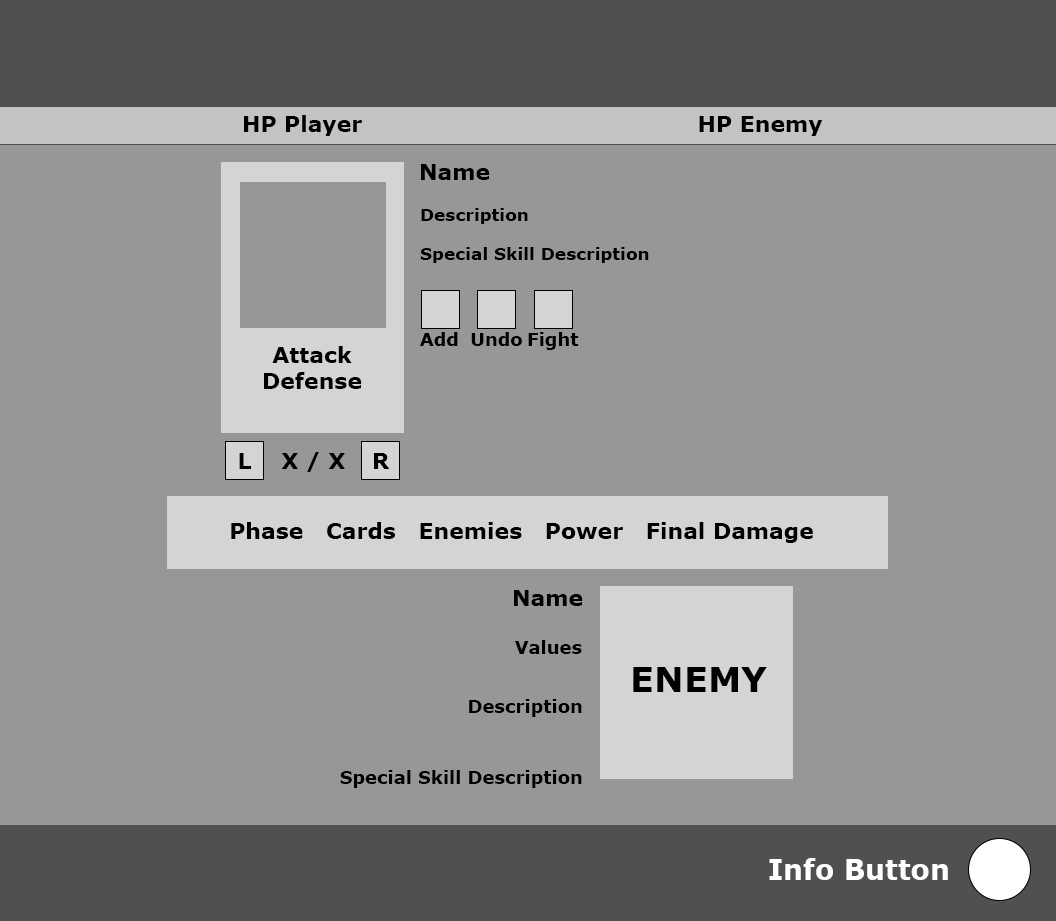 HP Player
HP Enemy
Name
Description
Special Skill Description
Add Undo Fight
Attack
Defense
L X / X R
Phase Cards Enemies Power Final Damage
Name
Values
Description
Special Skill Description
ENEMY
Info Button